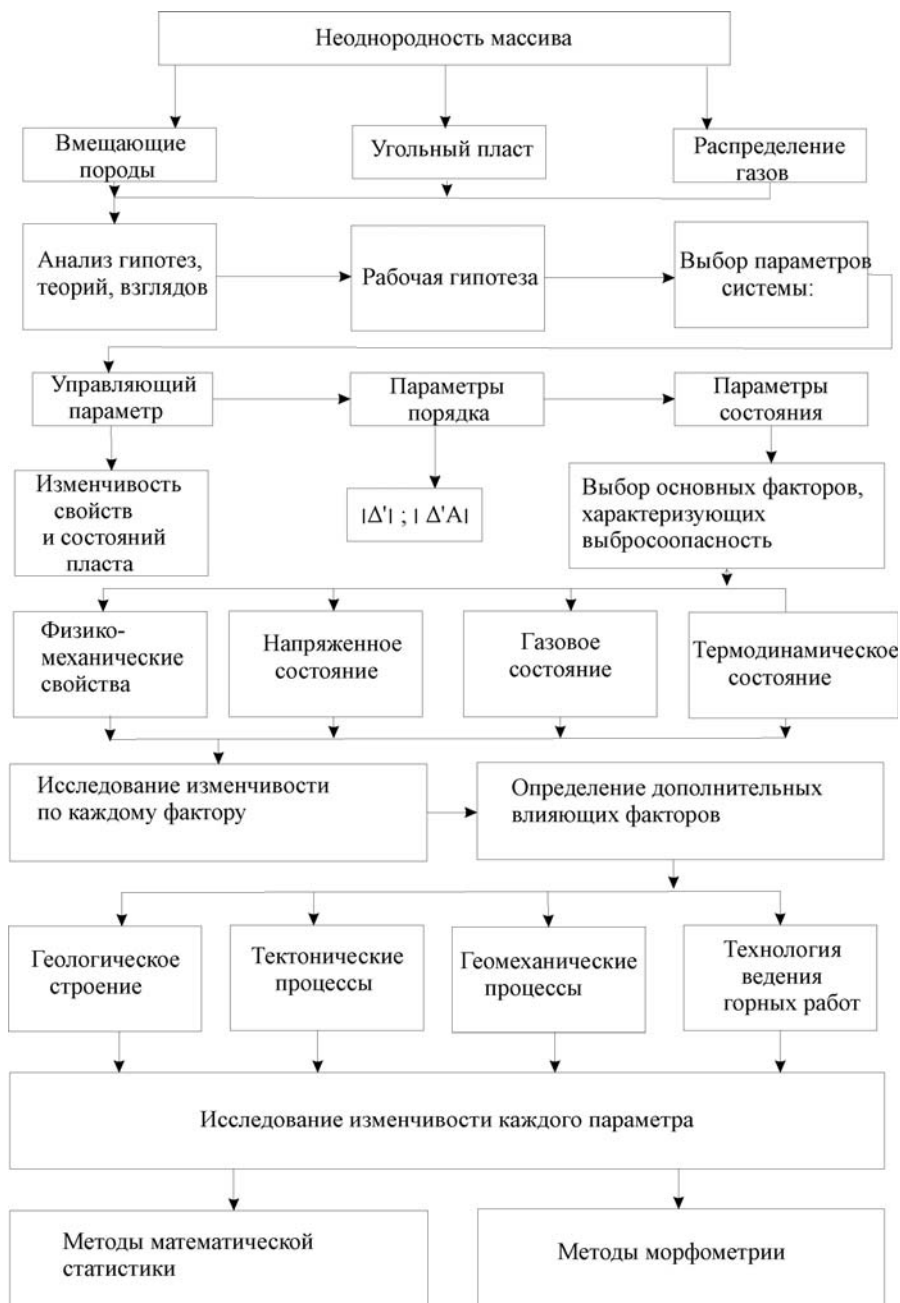 Неоднородность массива
Вмещающие
породы
Угольный пласт
Распределение
газов
Анализ гипотез,
теорий, взглядов
Рабочая гипотеза
Выбор параметров
системы:
Управляющий
параметр
Параметры
порядка
Параметры
состояния
Изменчивость
свойств
и состояний
пласта
|Δ'| ; | Δ'А|
Выбор основных факторов,
характеризующих
выбросоопасность
Физико-
механические
свойства
Напряженное
состояние
Газовое
состояние
Термодинамическое
состояние
Исследование изменчивости
по каждому фактору
Определение дополнительных
влияющих факторов
Геологическое
строение
Тектонические
процессы
Геомеханические
процессы
Технология
ведения
горных работ
Исследование изменчивости каждого параметра
Методы математической
статистики
Методы морфометрии